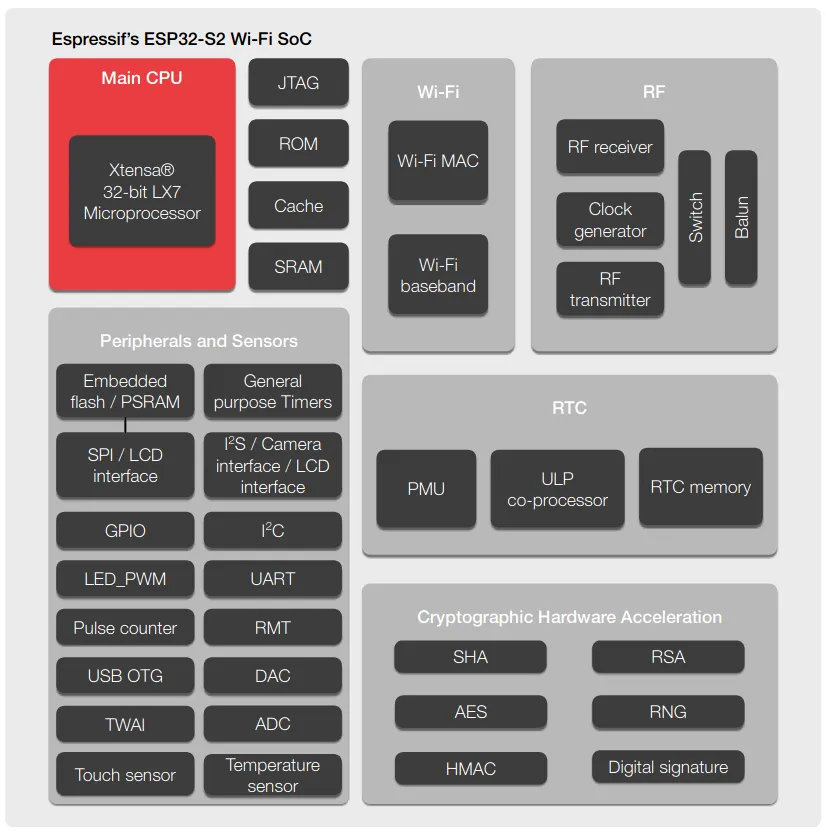 Espressif's ESP32-S2 Wi-Fi SoC
Main CPU
Xtensa®
32-bit LX7
Microprocessor
JTAG
ROM
Cache
SRAM
Wi-Fi
Wi-Fi MAC
Wi-Fi
baseband
RF
RF receiver
Clock
generator
RF
transmitter
Switch
Balun
Peripherals and Sensors
Embedded
flash / PSRAM
General
purpose Timers
SPI / LCD
interface
I²S / Camera
interface / LCD
interface
GPIO
I²C
LED_PWM
UART
Pulse counter
RMT
USB OTG
DAC
TWAI
ADC
Touch sensor
Temperature
sensor
RTC
PMU
ULP
co-processor
RTC memory
Cryptographic Hardware Acceleration
SHA
RSA
AES
RNG
HMAC
Digital signature